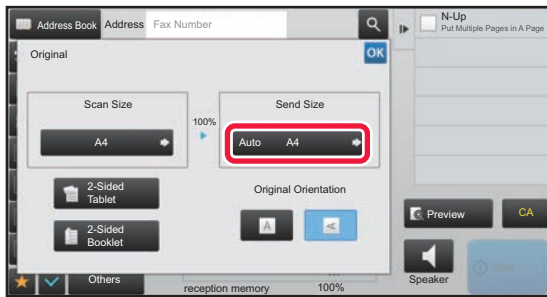 Address Book
Address
Fax Number
N-Up
Put Multiple Pages in A Page
Original
OK
Scan Size
Send Size
100%
A4
Auto A4
2-Sided
Tablet
2-Sided
Booklet
Original Orientation
A
A
Preview
CA
Others
reception memory
100%
Speaker
Start